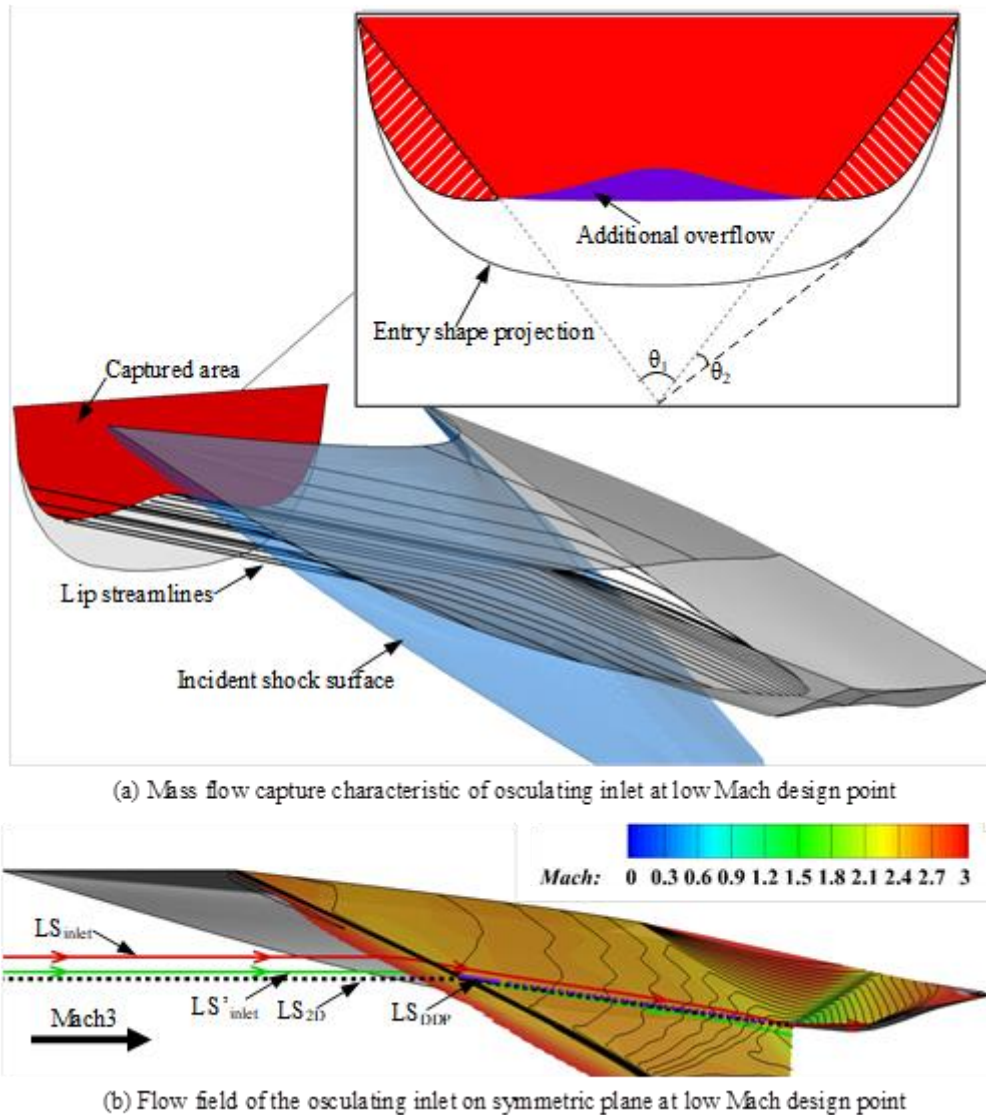 Additional overflow
Entry shape projection
θ1
θ2
Captured area
Lip streamlines
Incident shock surface
(a) Mass flow capture characteristic of osculating inlet at low Mach design point
Mach: 0 0.3 0.6 0.9 1.2 1.5 1.8 2.1 2.4 2.7 3
LSinlet
LS'inlet
LS2D
LSDDP
Mach3
(b) Flow field of the osculating inlet on symmetric plane at low Mach design point